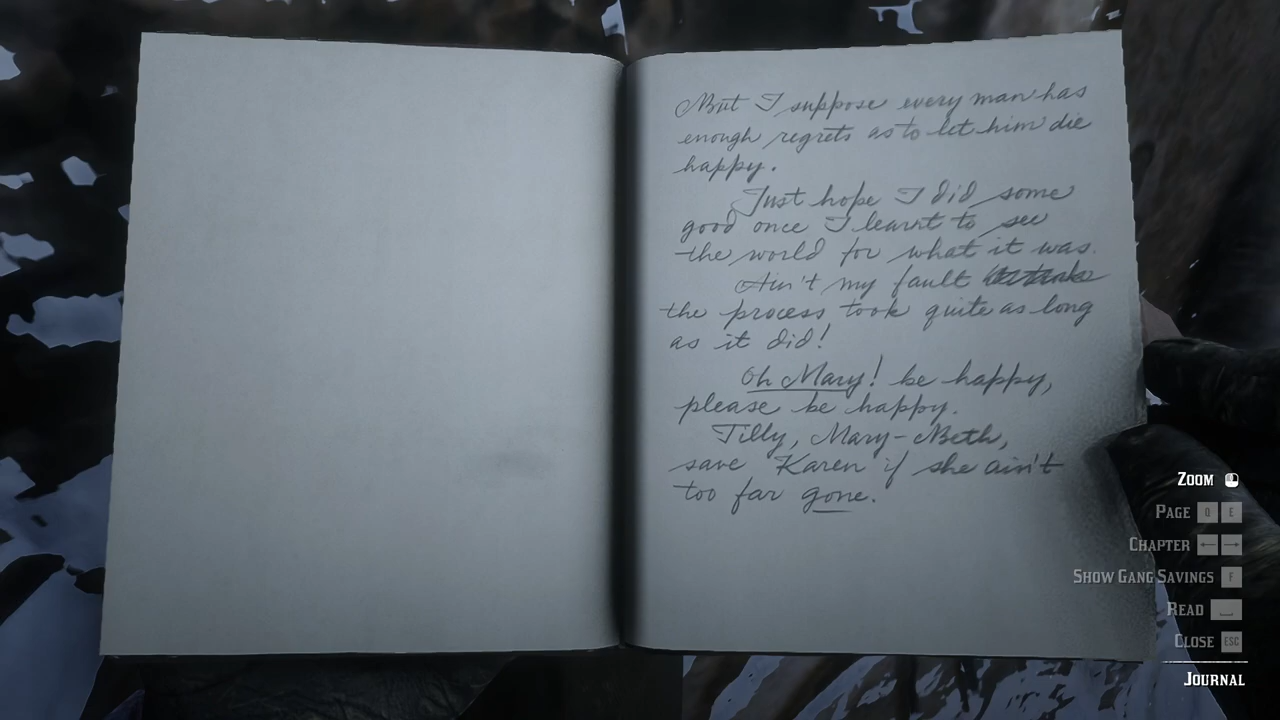 But I suppose every man has
enough regrets as to let him die
happy.
Just hope I did some
good once I learnt to see
the world for what it was.
Ain't my fault
the process took quite as long
as it did!
Oh Mary! be happy,
please be happy.
Tilly, Mary-Beth,
save Karen if she ain't
too far gone.
ZOOM
PAGE Q E
CHAPTER ← →
SHOW GANG SAVINGS F
READ
CLOSE ESC
JOURNAL